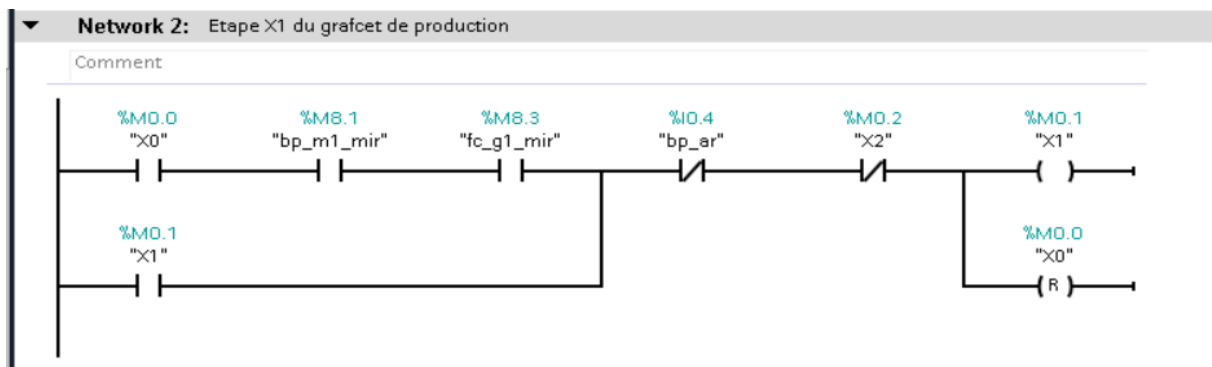 Network 2: Etape X1 du grafcet de production
Comment
%M0.0 %M8.1 %M8.3 %I0.4 %M0.2 %M0.1
"X0" "bp_m1_mir" "fc_g1_mir" "bp_ar" "X2" "X1"
%M0.1 %M0.0
"X1" "X0"
R